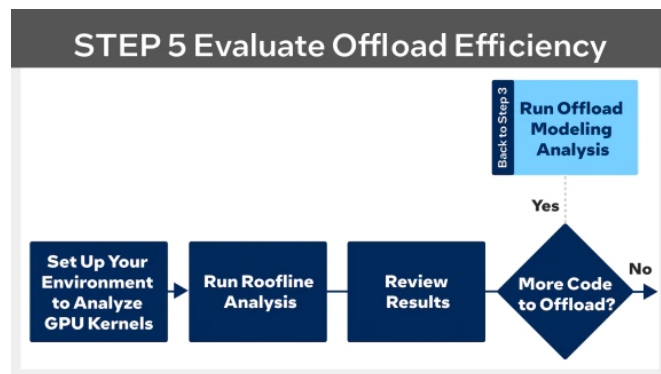 STEP 5 Evaluate Offload Efficiency
Back to Step 3
Run Offload
Modeling
Analysis
Yes
Set Up Your
Environment
to Analyze
GPU Kernels
Run Roofline
Analysis
Review
Results
More Code
to Offload?
No